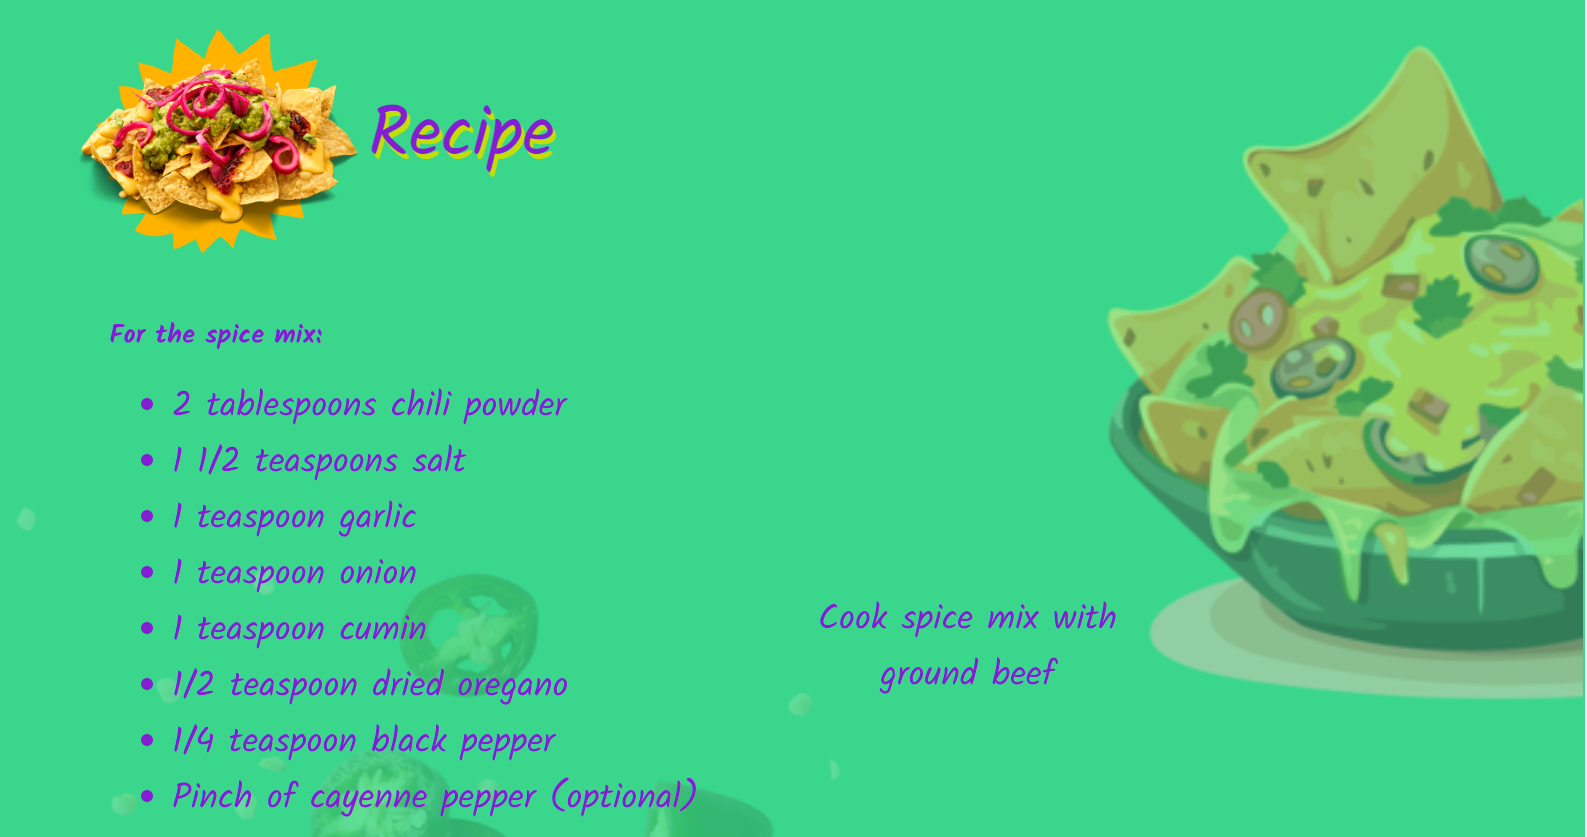 Recipe
For the spice mix:
• 2 tablespoons chili powder
• 1 1/2 teaspoons salt
• 1 teaspoon garlic
• 1 teaspoon onion
• 1 teaspoon cumin
• 1/2 teaspoon dried oregano
• 1/4 teaspoon black pepper
• Pinch of cayenne pepper (optional)
Cook spice mix with
ground beef